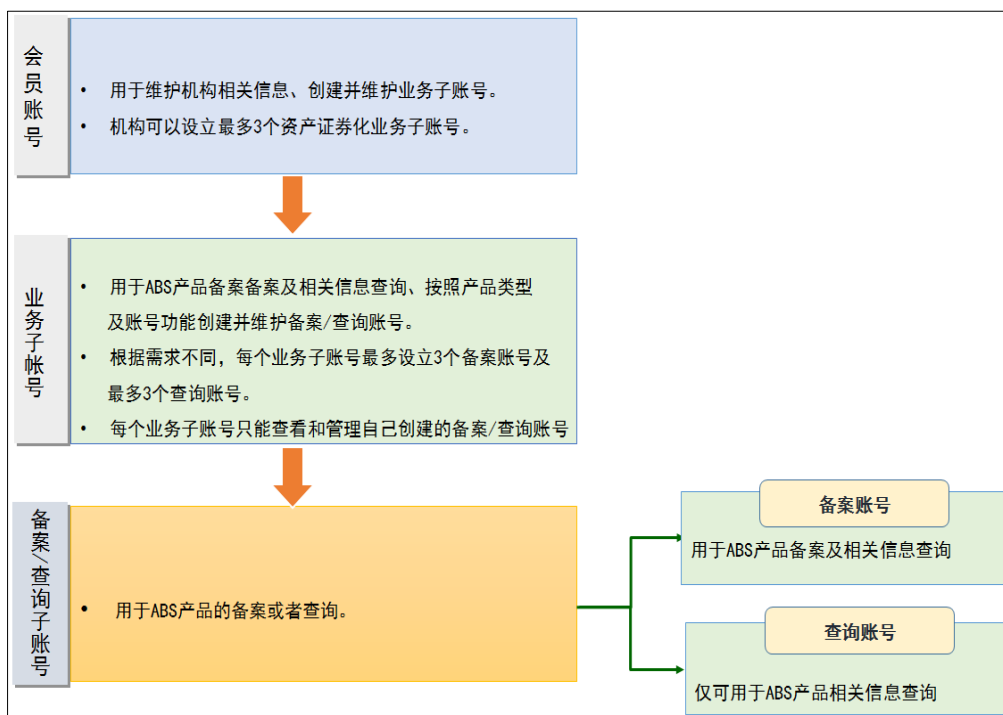 会员账号
• 用于维护机构相关信息、创建并维护业务子账号。
• 机构可以设立最多3个资产证券化业务子账号。
业务子帐号
• 用于ABS产品备案备案及相关信息查询、按照产品类型
及账号功能创建并维护备案/查询账号。
• 根据需求不同，每个业务子账号最多设立3个备案账号及
最多3个查询账号。
• 每个业务子账号只能查看和管理自己创建的备案/查询账号
备案/查询子账号
• 用于ABS产品的备案或者查询。
备案账号
用于ABS产品备案及相关信息查询
查询账号
仅可用于ABS产品相关信息查询